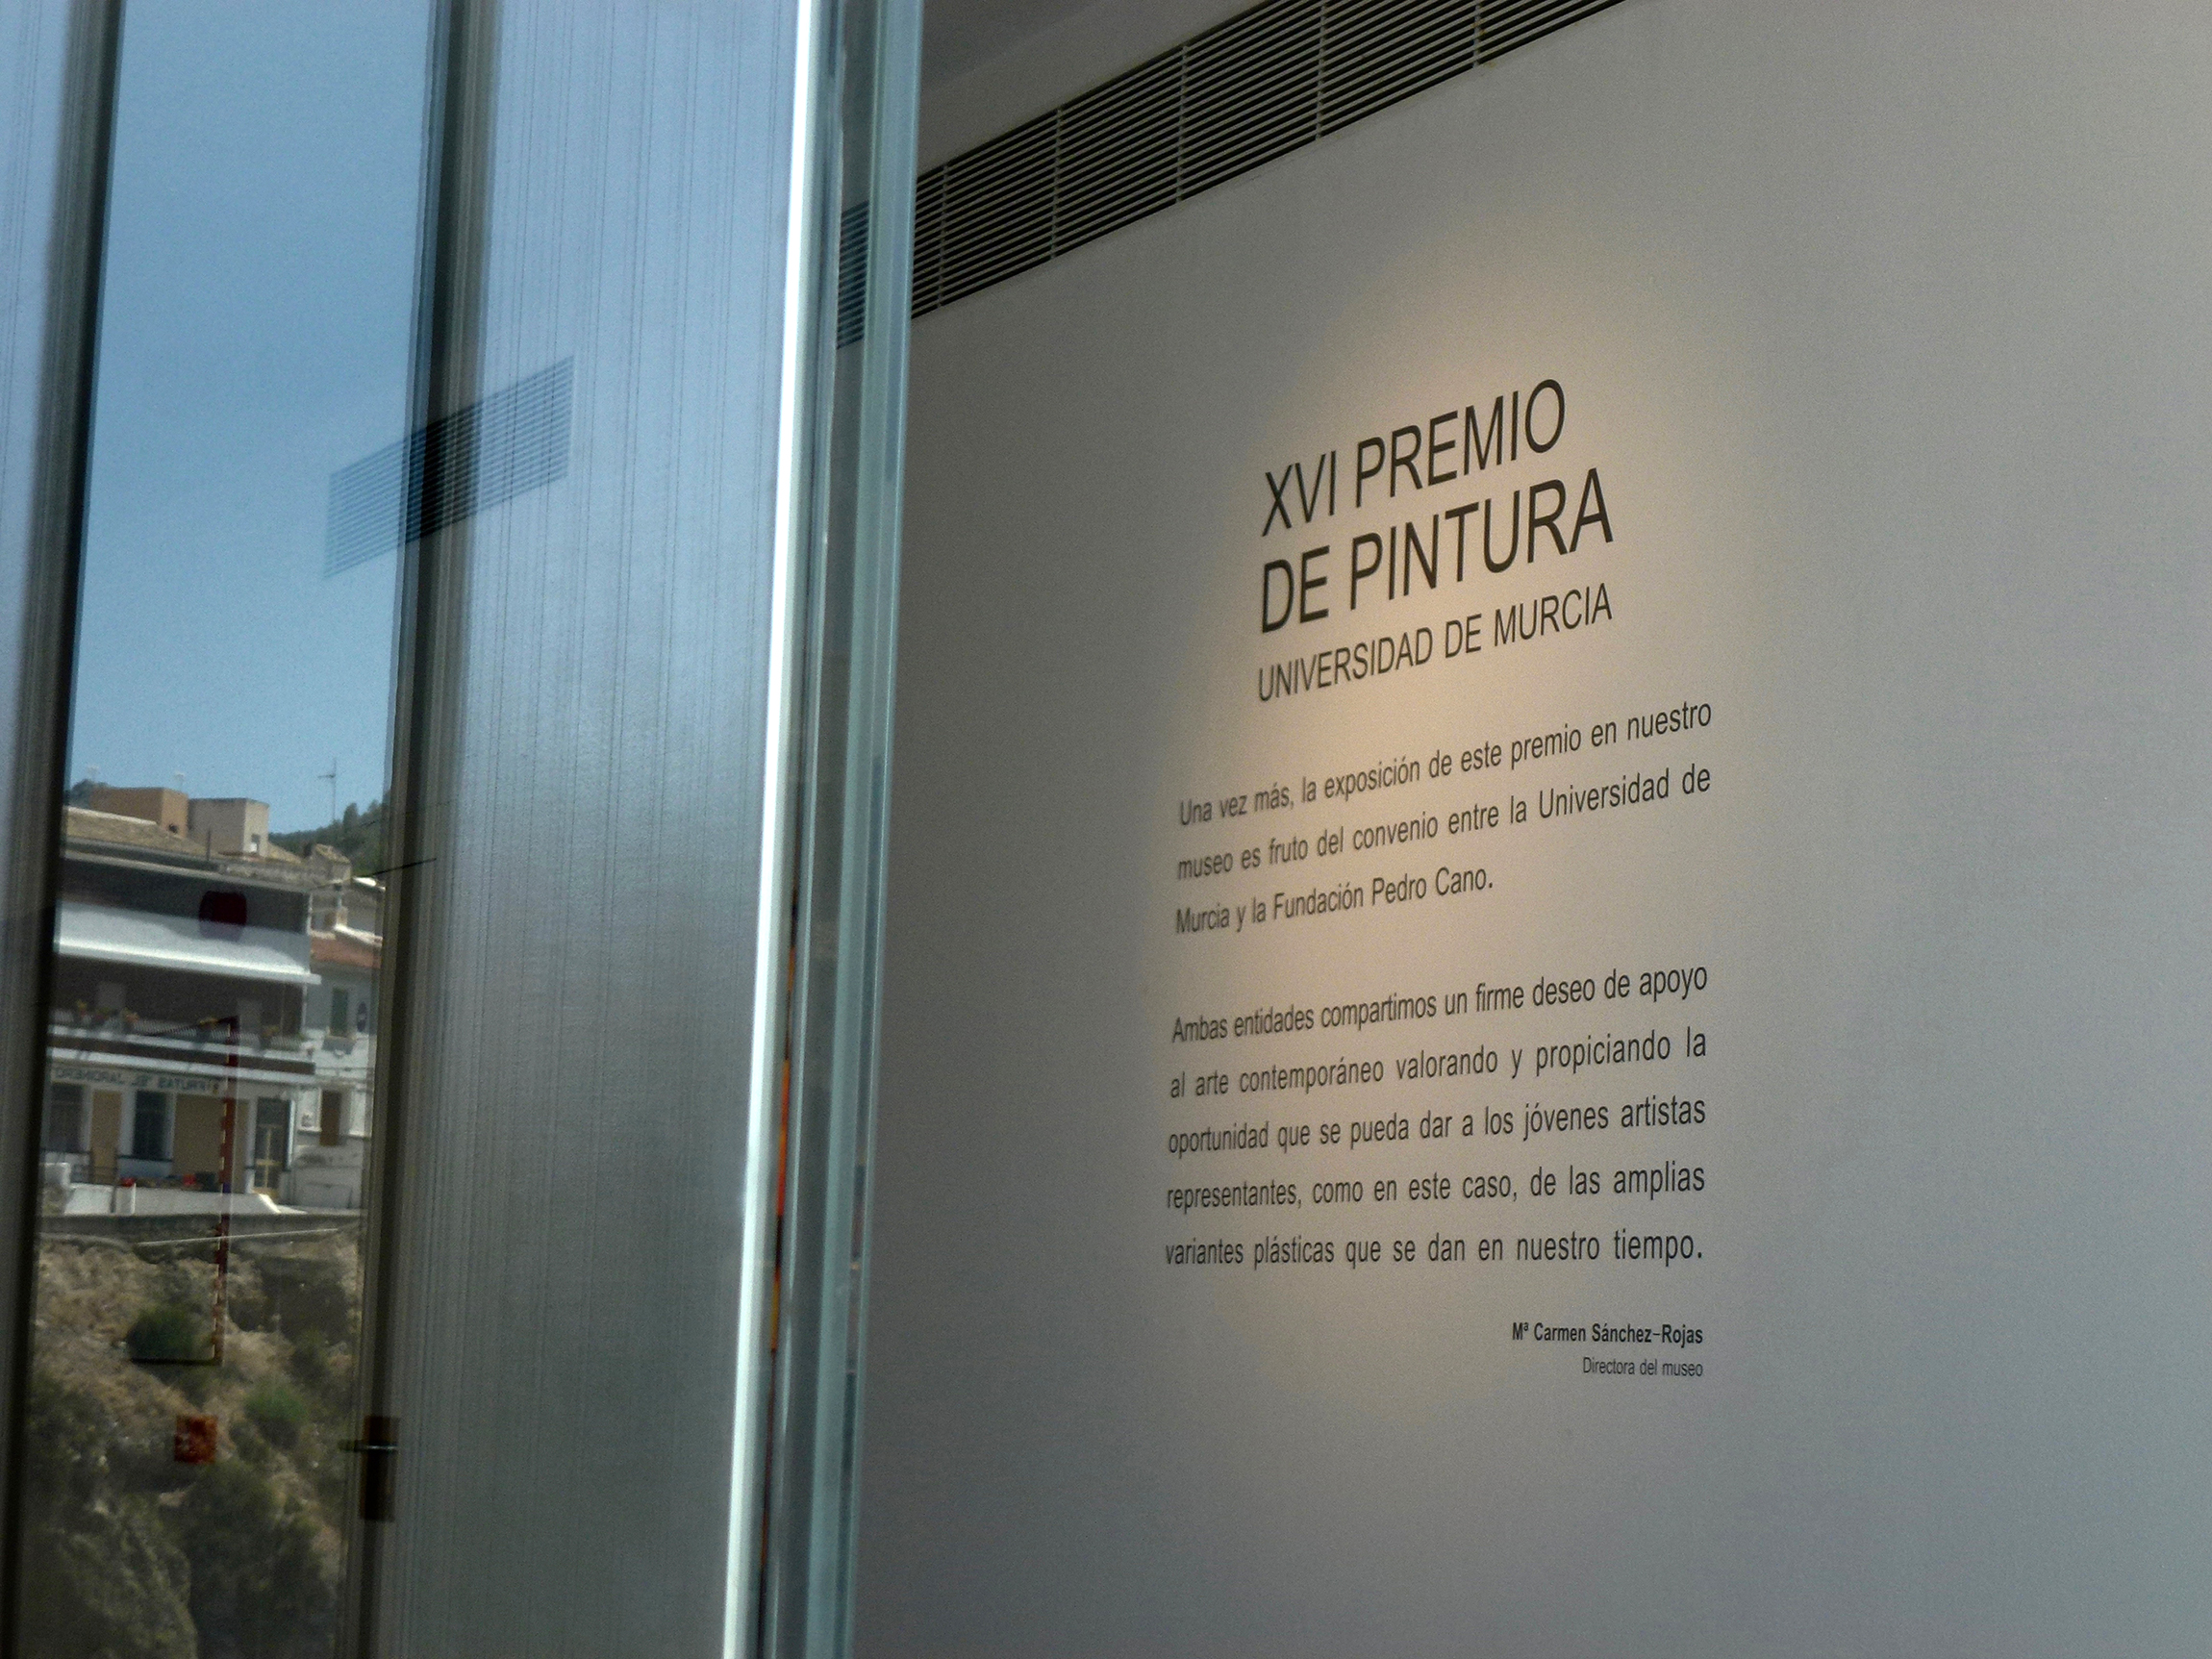 XVI PREMIO
DE PINTURA
UNIVERSIDAD DE MURCIA
Una vez más, la exposición de este premio en nuestro
museo es fruto del convenio entre la Universidad de
Murcia y la Fundación Pedro Cano.
Ambas entidades compartimos un firme deseo de apoyo
al arte contemporáneo valorando y propiciando la
oportunidad que se pueda dar a los jóvenes artistas
representantes, como en este caso, de las amplias
variantes plásticas que se dan en nuestro tiempo.
Mª Carmen Sánchez-Rojas
Directora del museo
FRUTAS "EL JARDINERO